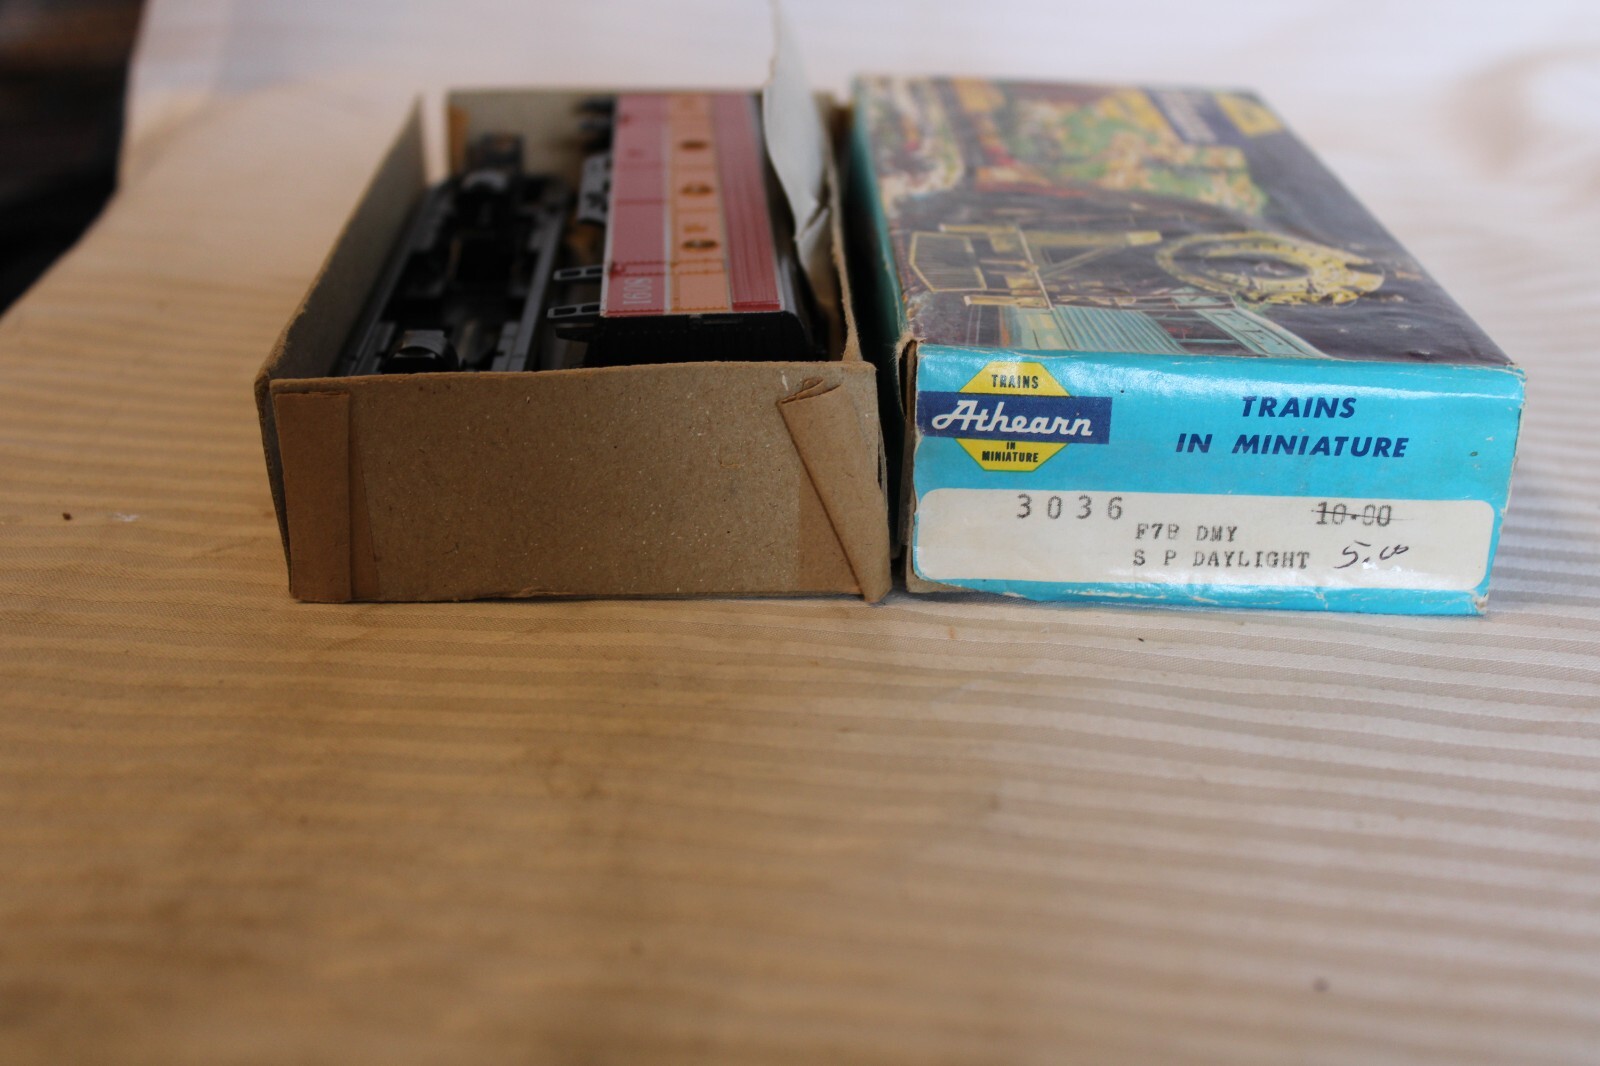 TRAINS
Athearn
IN
MINIATURE
TRAINS
IN MINIATURE
3036
10.00
F7B DMY
S P DAYLIGHT 5.00